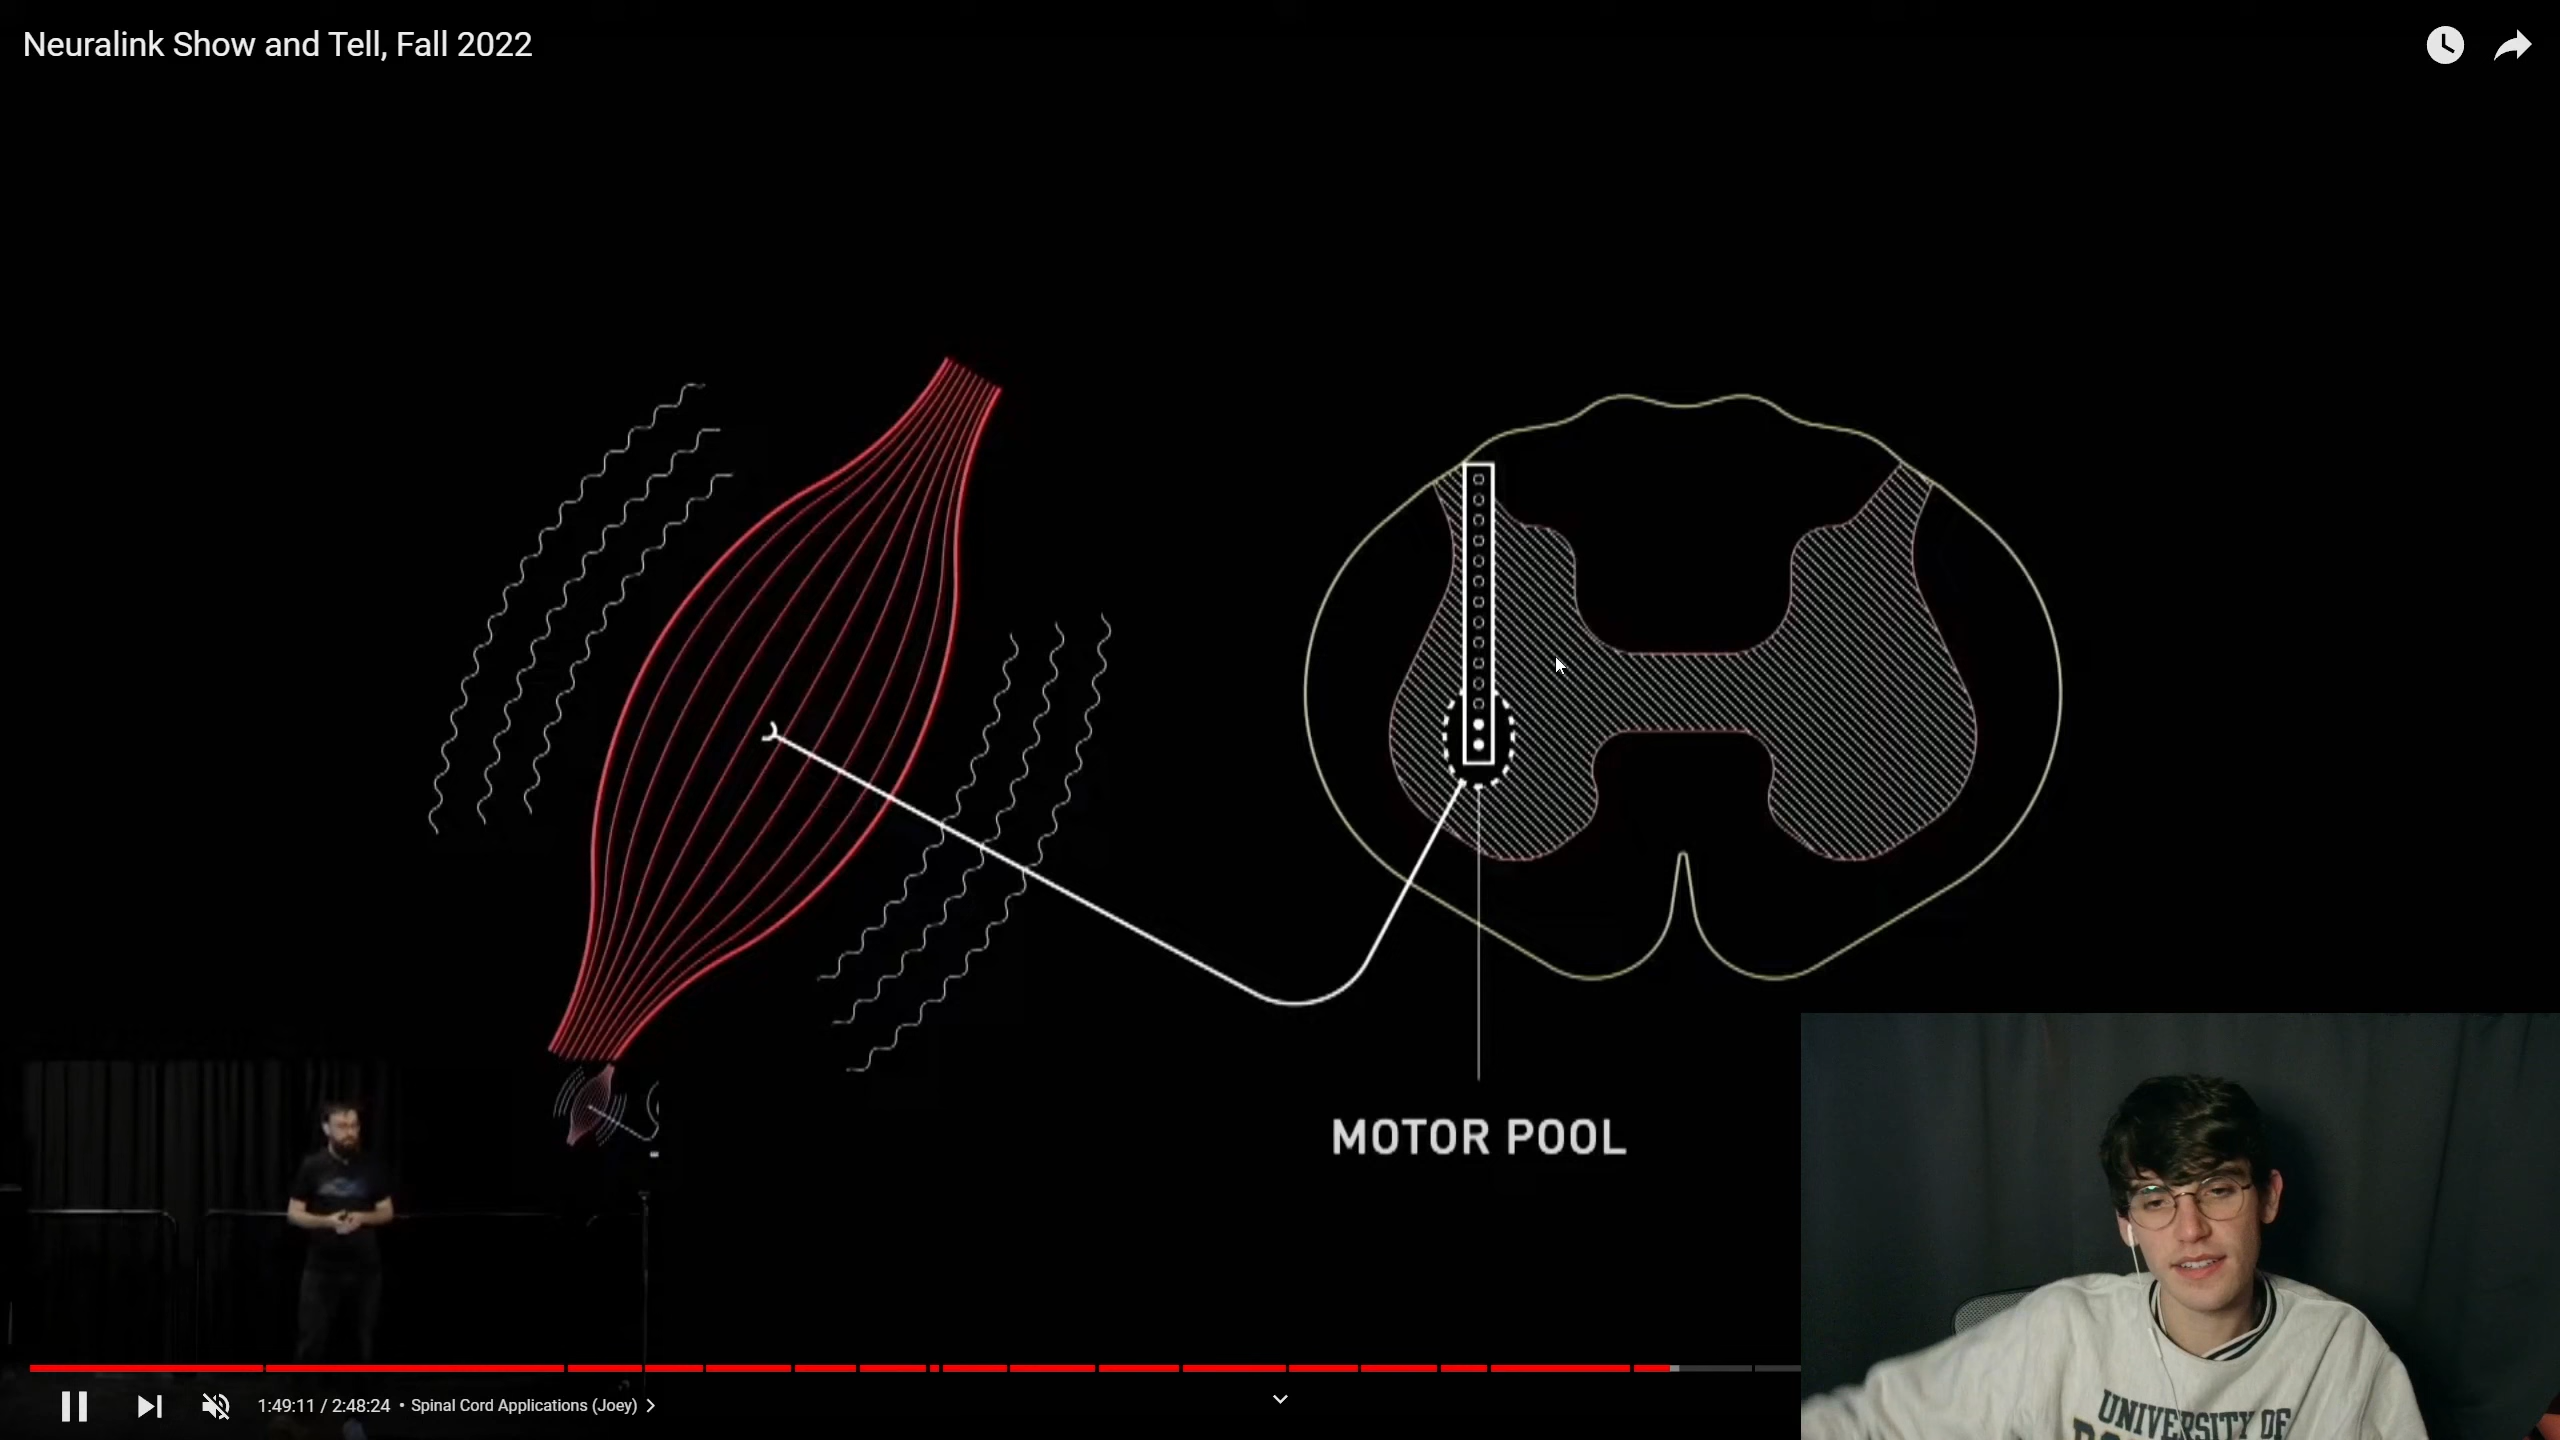 Neuralink Show and Tell, Fall 2022
MOTOR POOL
1:49:11 / 2:48:24 • Spinal Cord Applications (Joey)
UNIVERSITY OF